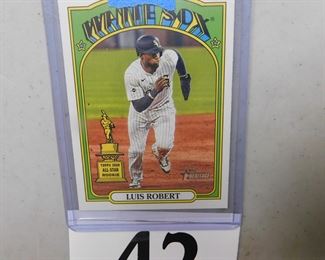 WHITE SOX
TOPPS 2020
ALL-STAR
ROOKIE
HERITAGE
LUIS ROBERT
42